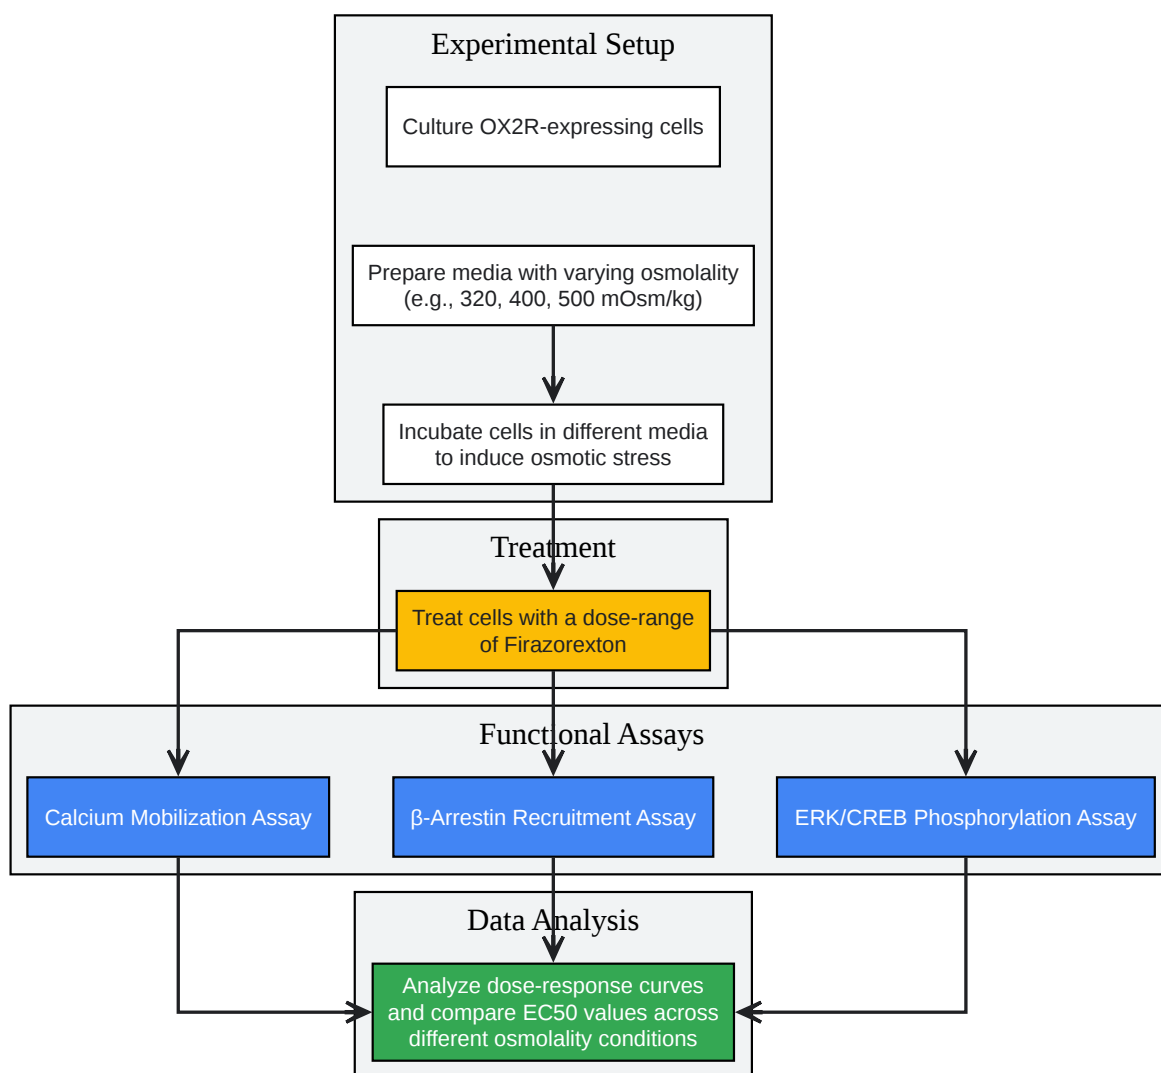 Experimental Setup
Culture OX2R-expressing cells
Prepare media with varying osmolality
(e.g., 320, 400, 500 mOsm/kg)
Incubate cells in different media
to induce osmotic stress
Treatment
Treat cells with a dose-range
of Firazorexton
Functional Assays
Calcium Mobilization Assay
β-Arrestin Recruitment Assay
ERK/CREB Phosphorylation Assay
Data Analysis
Analyze dose-response curves
and compare EC50 values across
different osmolality conditions